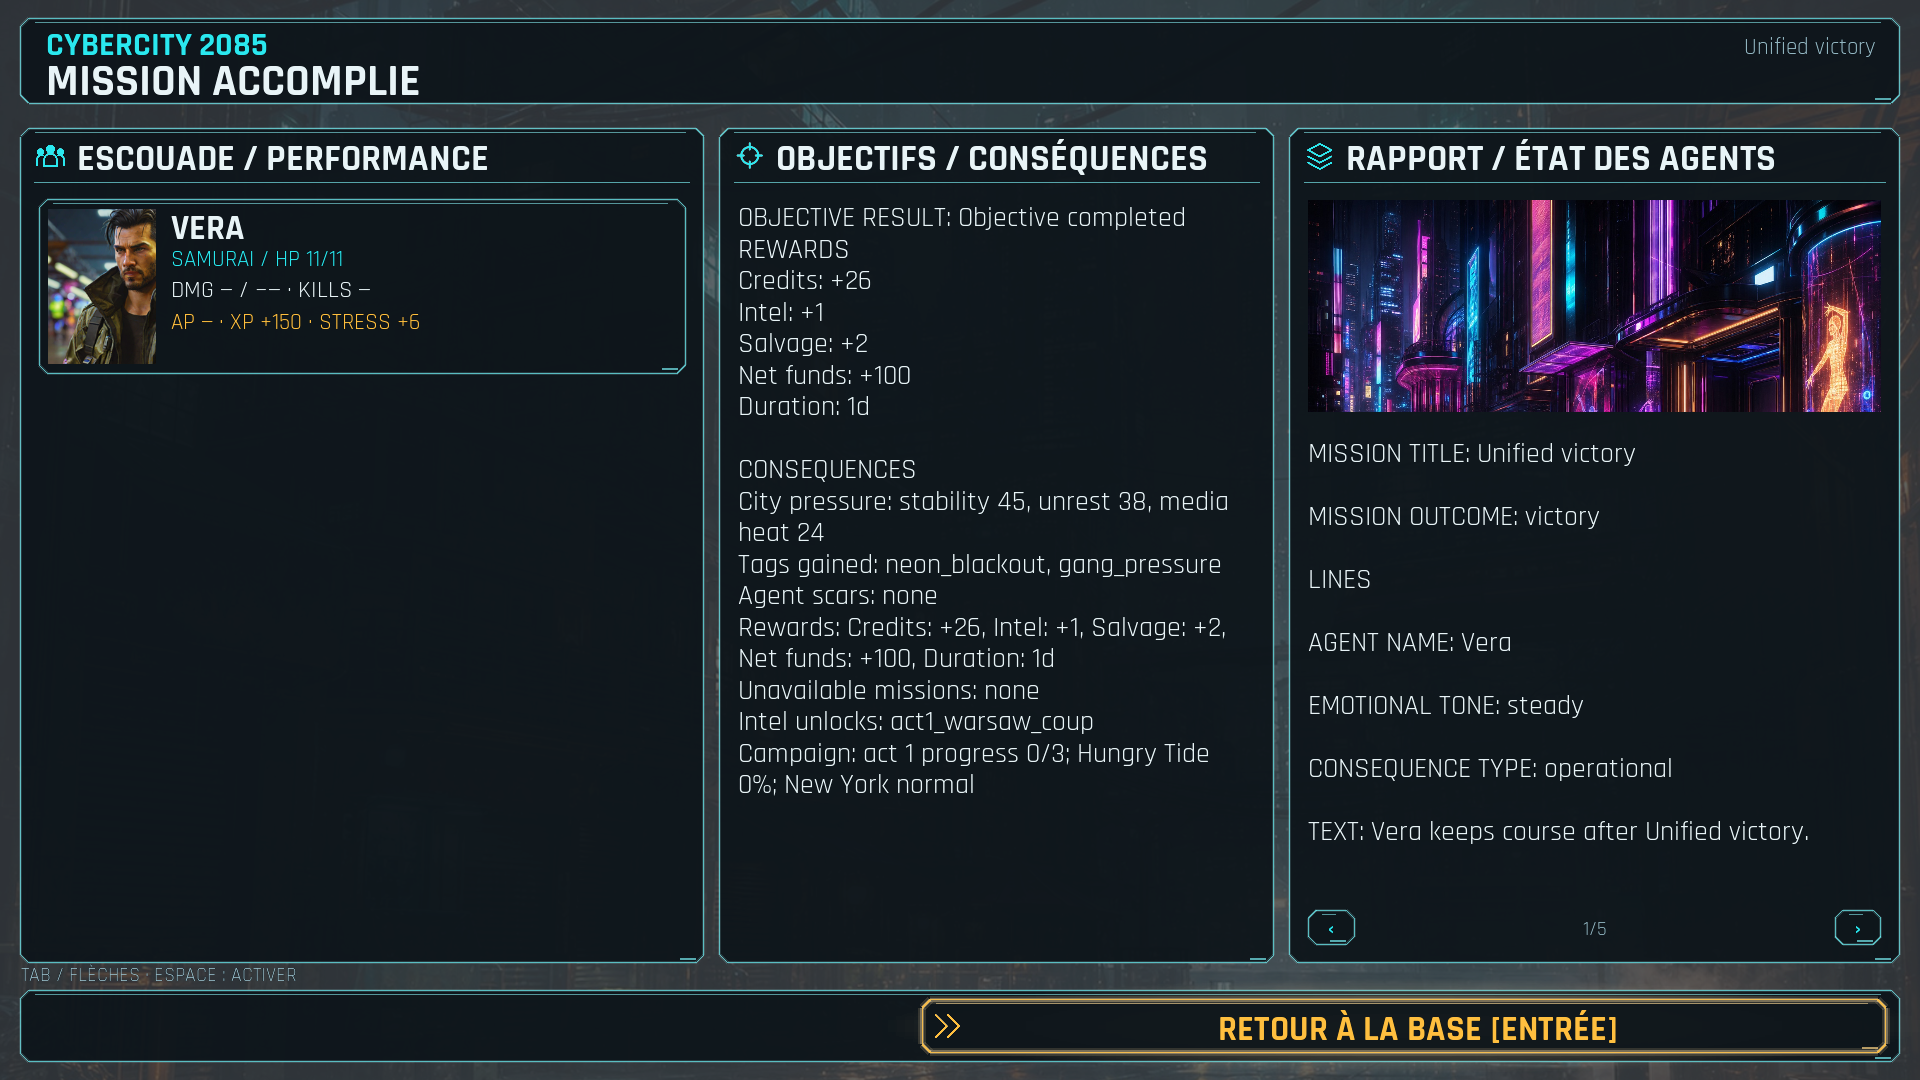 CYBERCITY 2085
MISSION ACCOMPLIE
Unified victory
ESCOUADE / PERFORMANCE
VERA
SAMURAI / HP 11/11
DMG — / —— · KILLS —
AP — · XP +150 · STRESS +6
OBJECTIFS / CONSÉQUENCES
OBJECTIVE RESULT: Objective completed
REWARDS
Credits: +26
Intel: +1
Salvage: +2
Net funds: +100
Duration: 1d
CONSEQUENCES
City pressure: stability 45, unrest 38, media
heat 24
Tags gained: neon_blackout, gang_pressure
Agent scars: none
Rewards: Credits: +26, Intel: +1, Salvage: +2,
Net funds: +100, Duration: 1d
Unavailable missions: none
Intel unlocks: act1_warsaw_coup
Campaign: act 1 progress 0/3; Hungry Tide
0%; New York normal
RAPPORT / ÉTAT DES AGENTS
MISSION TITLE: Unified victory
MISSION OUTCOME: victory
LINES
AGENT NAME: Vera
EMOTIONAL TONE: steady
CONSEQUENCE TYPE: operational
TEXT: Vera keeps course after Unified victory.
‹ 1/5 ›
TAB / FLÈCHES · ESPACE : ACTIVER
RETOUR À LA BASE [ENTRÉE]